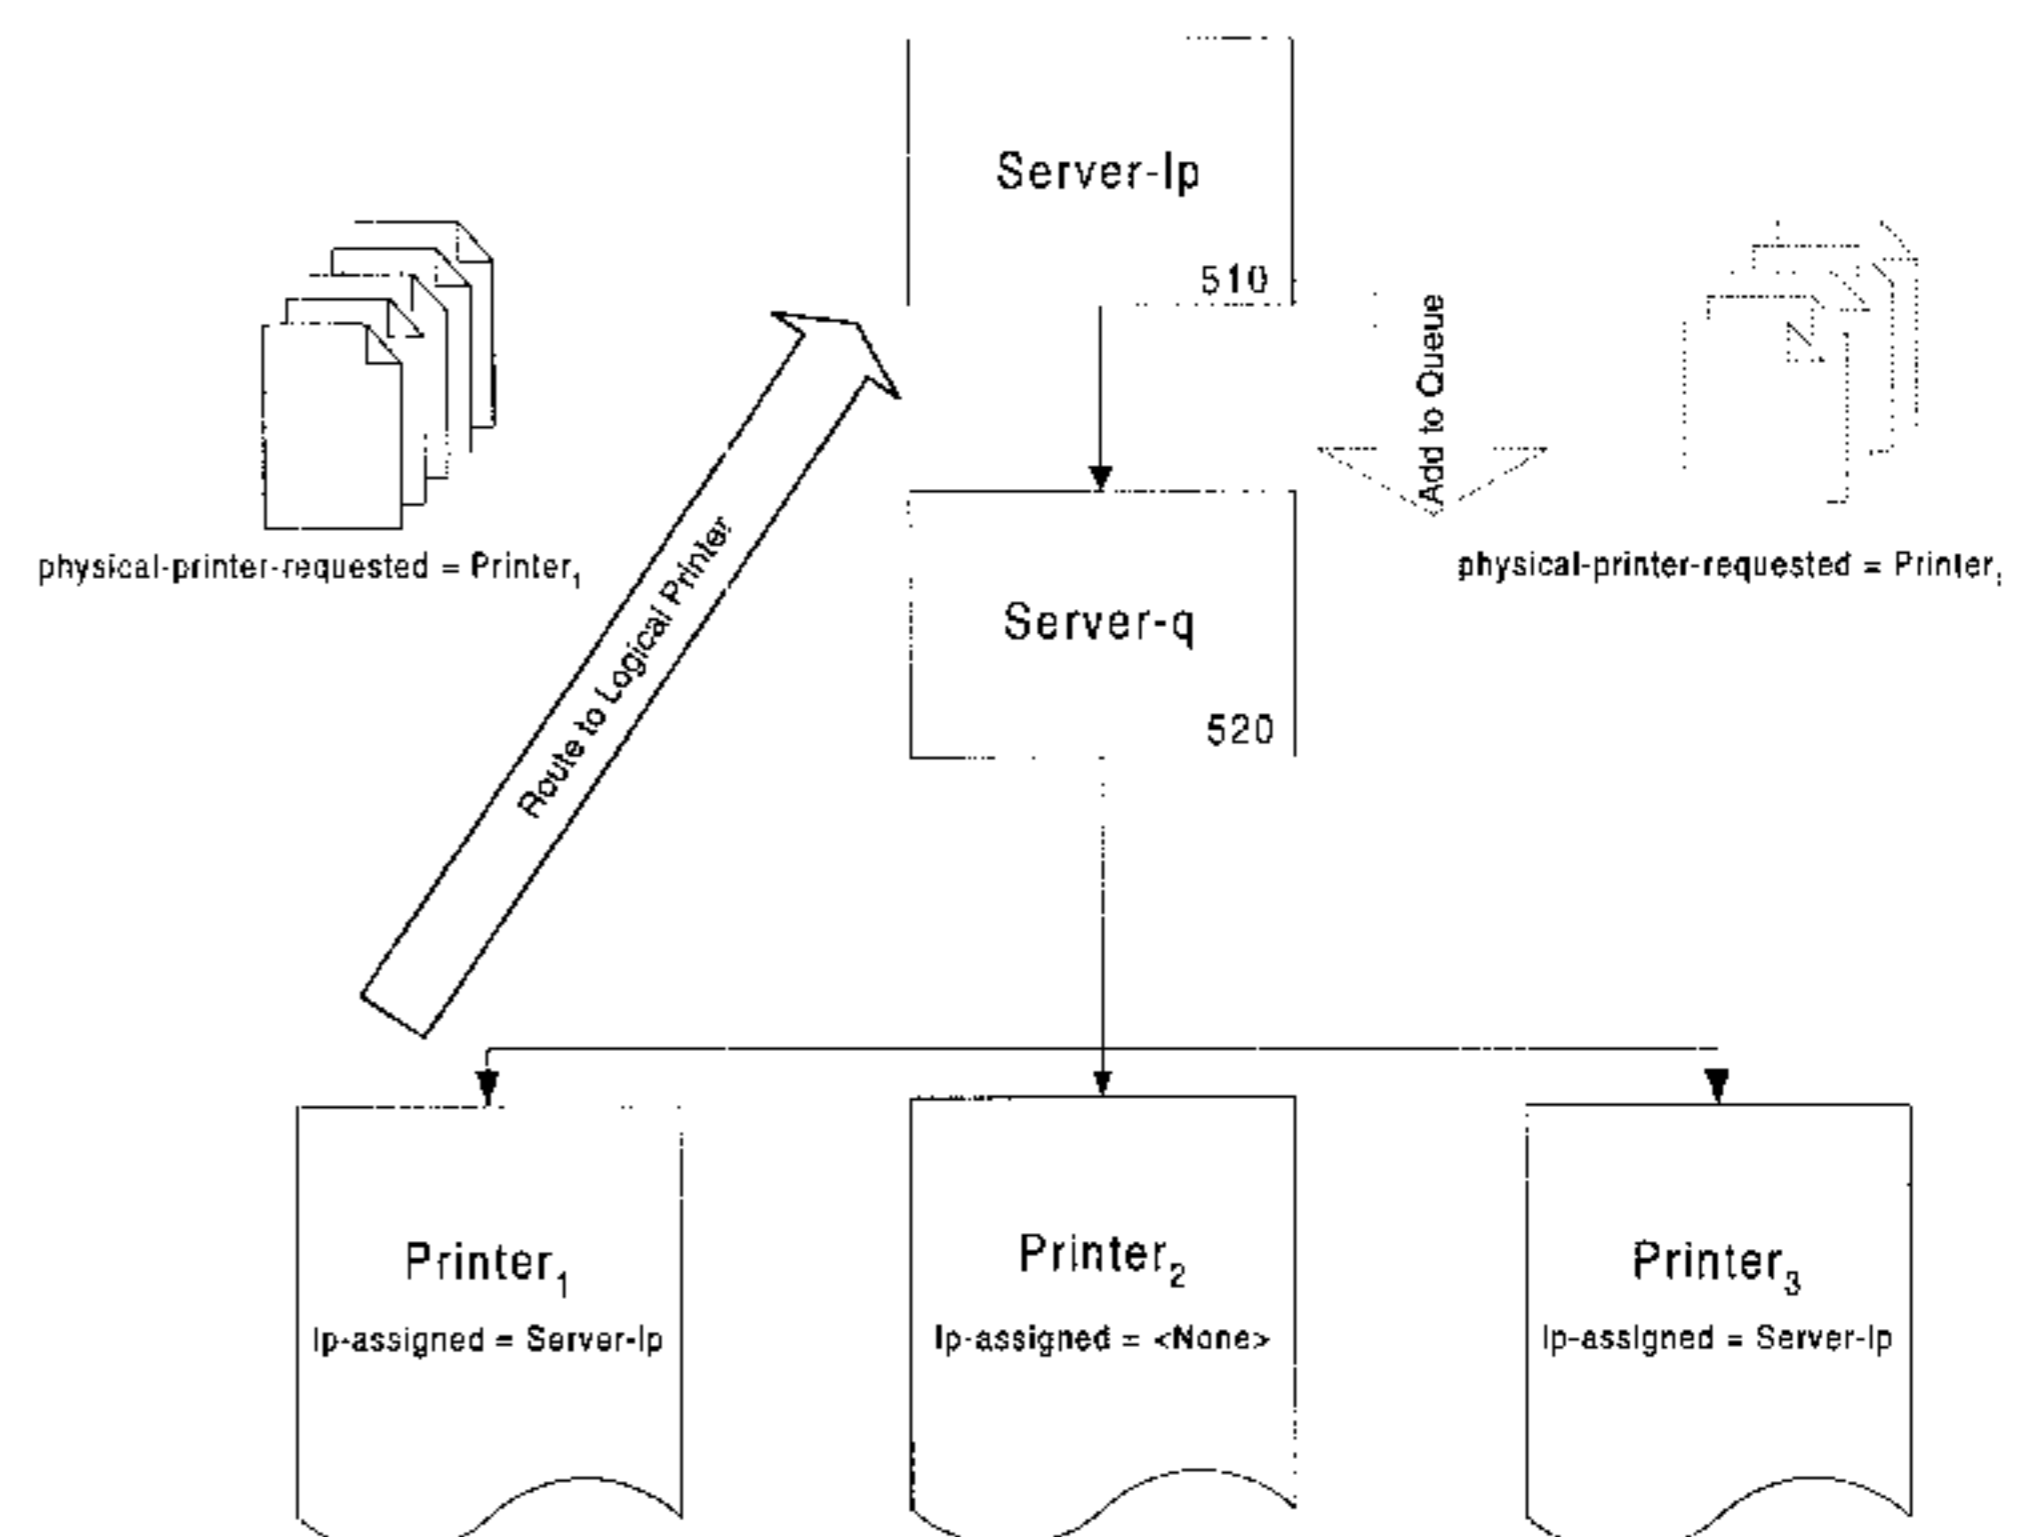 Server-lp
510
Add to Queue
physical-printer-requested = Printer₁
physical-printer-requested = Printer₁
Route to Logical Printer
Server-q
520
Printer₁
lp-assigned = Server-lp
Printer₂
lp-assigned = <None>
Printer₃
lp-assigned = Server-lp